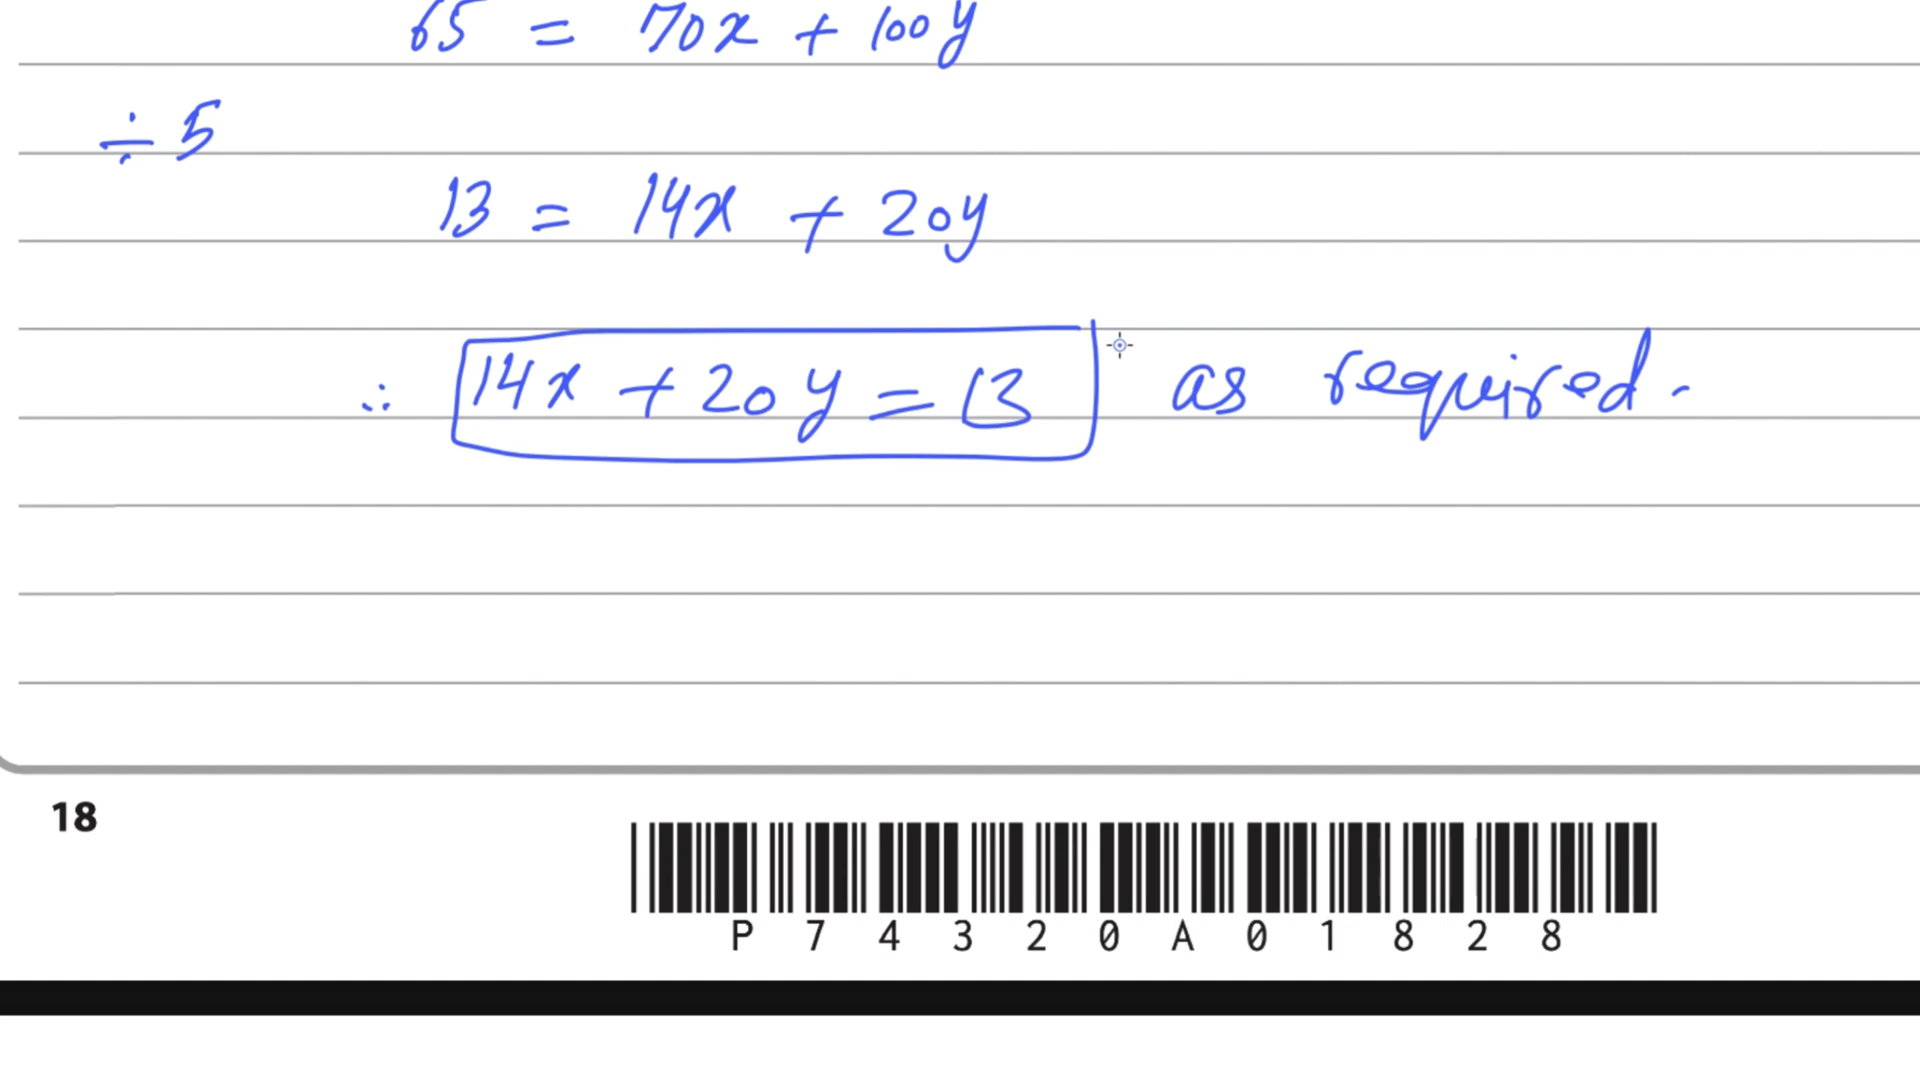 65 = 70x + 100y
÷ 5
13 = 14x + 20y
∴ 14x + 20y = 13 as required.
18
P 7 4 3 2 0 A 0 1 8 2 8